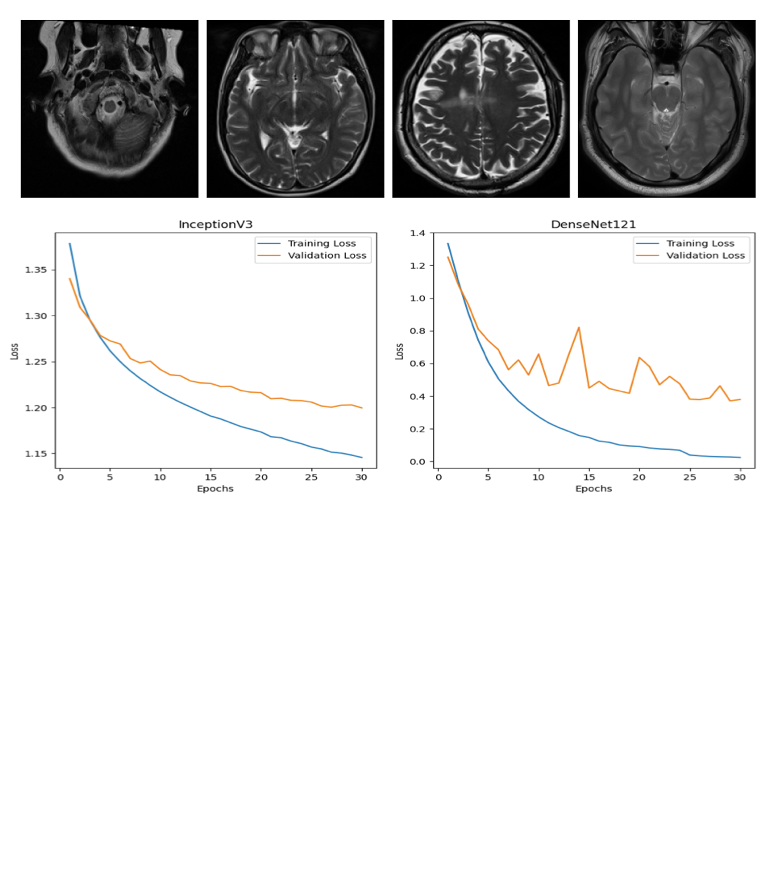 InceptionV3
Training Loss
Validation Loss
1.35
1.30
1.25
1.20
1.15
Loss
0 5 10 15 20 25 30
Epochs
DenseNet121
Training Loss
Validation Loss
1.4
1.2
1.0
0.8
0.6
0.4
0.2
0.0
Loss
0 5 10 15 20 25 30
Epochs